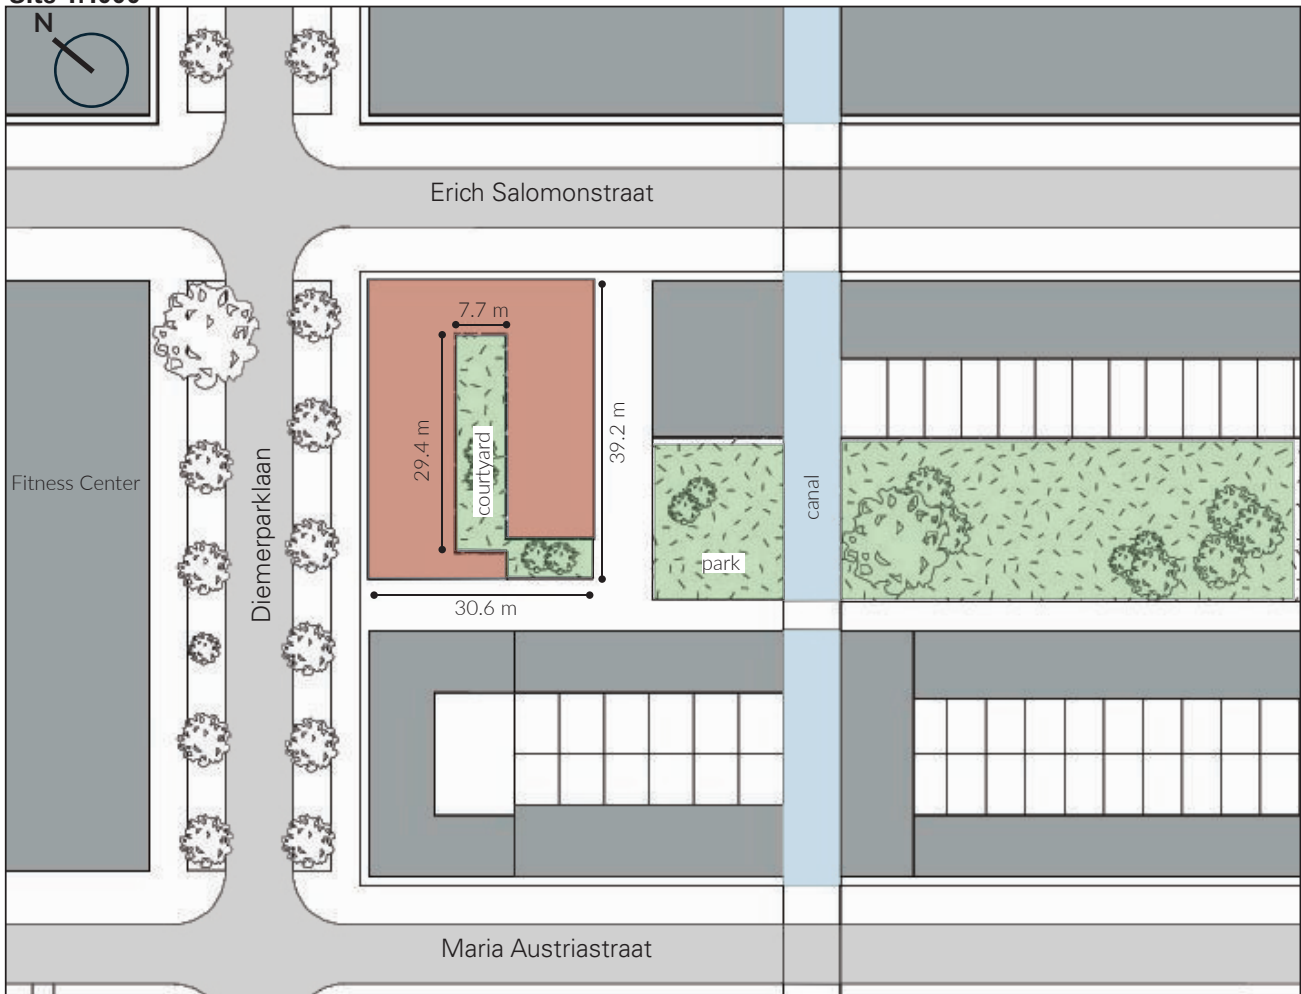 N
Erich Salomonstraat
7.7 m
29.4 m
courtyard
39.2 m
Fitness Center
Diemerparklaan
canal
park
30.6 m
Maria Austriastraat